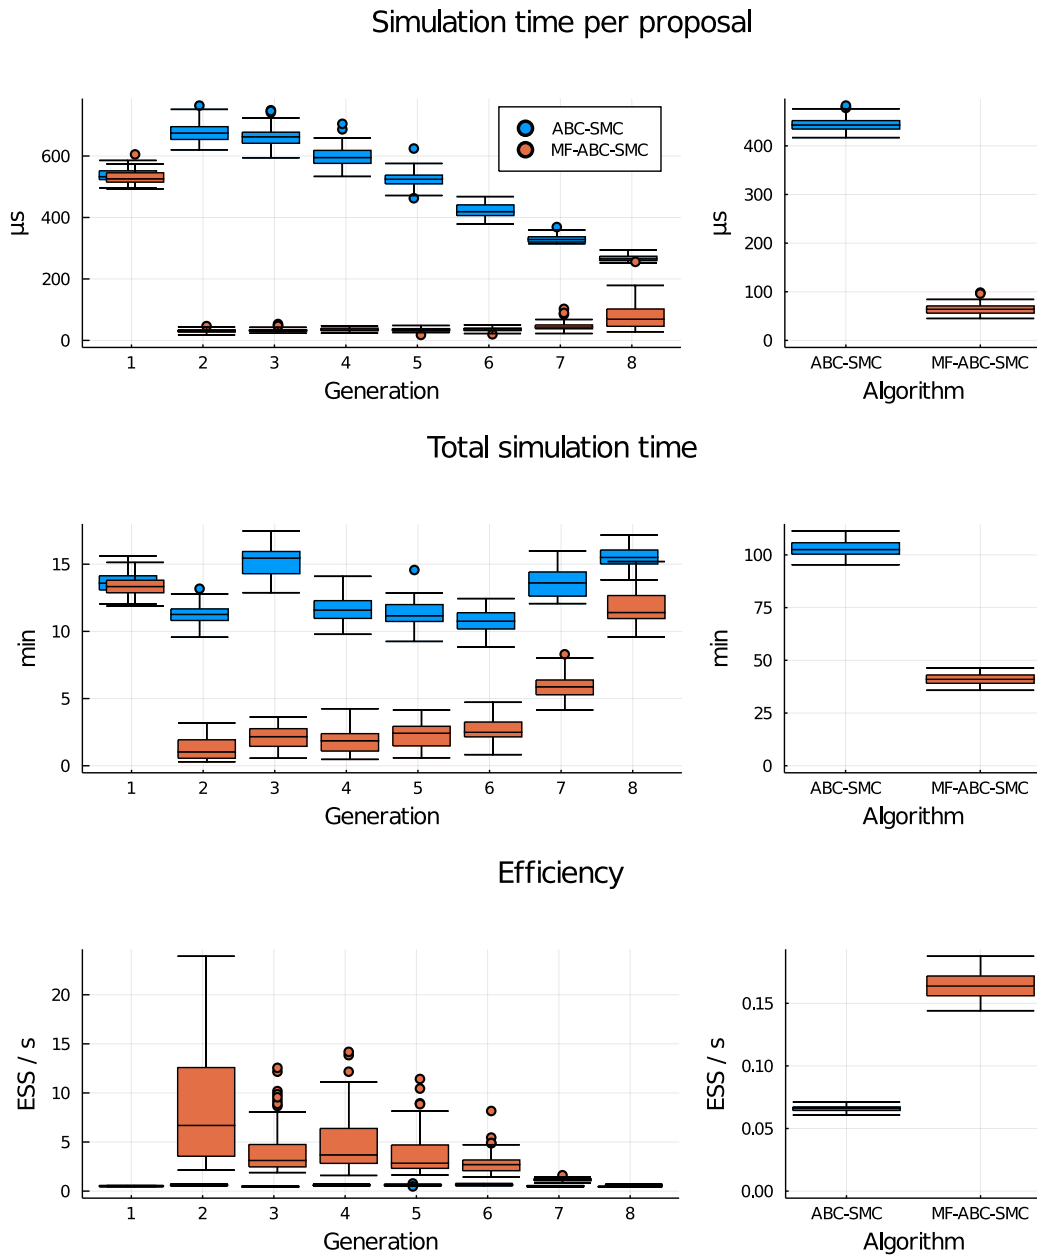 Simulation time per proposal
600
400
200
0
μs
1 2 3 4 5 6 7 8
Generation
ABC-SMC
MF-ABC-SMC
400
300
200
100
0
μs
ABC-SMC MF-ABC-SMC
Algorithm
Total simulation time
15
10
5
0
min
1 2 3 4 5 6 7 8
Generation
100
75
50
25
0
min
ABC-SMC MF-ABC-SMC
Algorithm
Efficiency
20
15
10
5
0
ESS / s
1 2 3 4 5 6 7 8
Generation
0.15
0.10
0.05
0.00
ESS / s
ABC-SMC MF-ABC-SMC
Algorithm